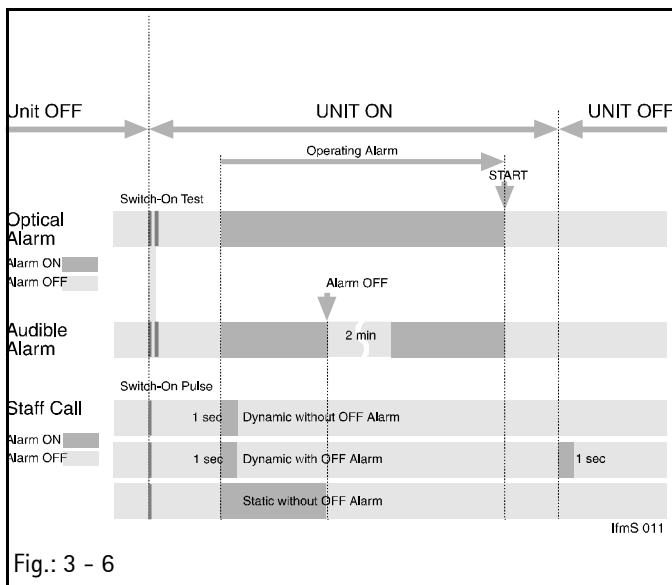 Unit OFF UNIT ON UNIT OFF
Operating Alarm
START
Switch-On Test
Optical
Alarm
Alarm ON
Alarm OFF
Alarm OFF
Audible
Alarm
2 min
Switch-On Pulse
Staff Call
1 sec Dynamic without OFF Alarm
Alarm ON
Alarm OFF
1 sec Dynamic with OFF Alarm 1 sec
Static without OFF Alarm
IfmS 011
Fig.: 3 - 6